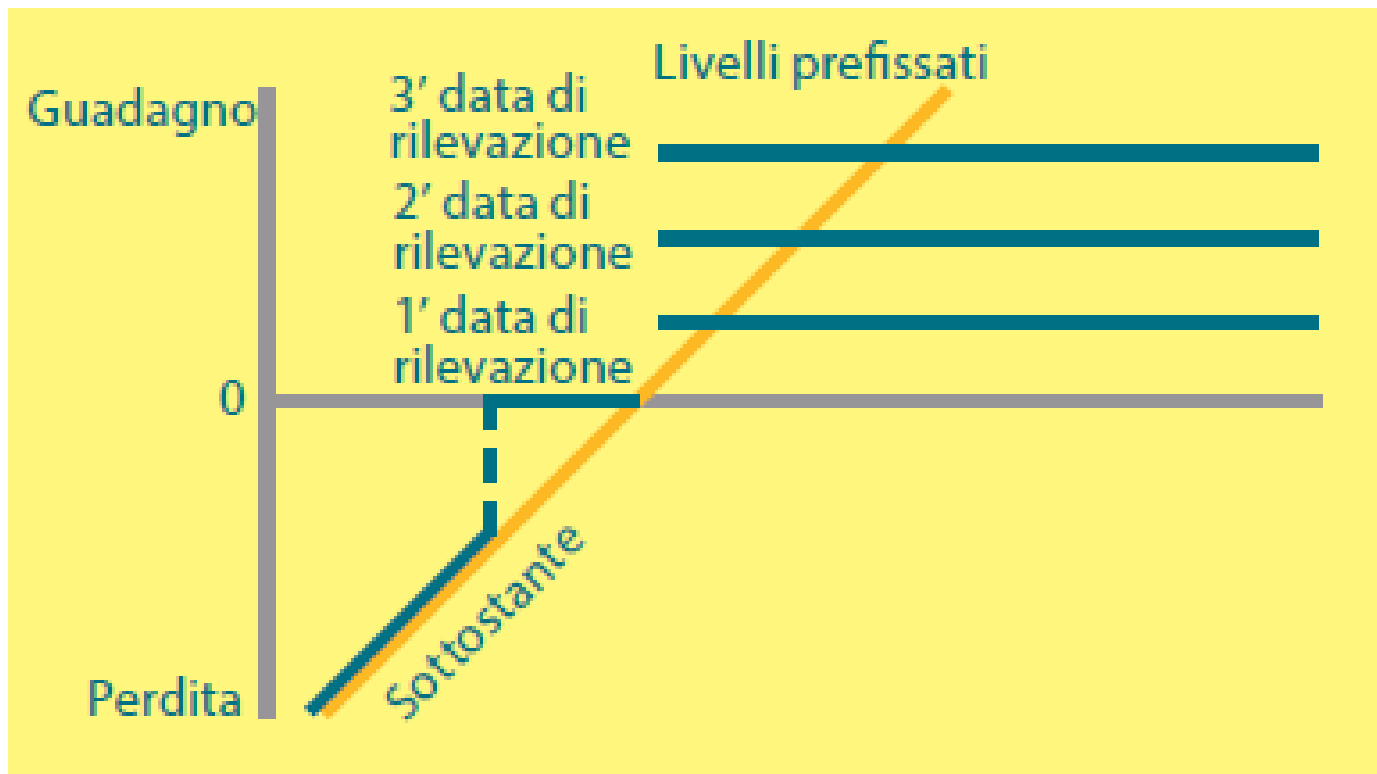 Livelli prefissati
Guadagno
3’ data di
rilevazione
2’ data di
rilevazione
1’ data di
rilevazione
0
Sottostante
Perdita